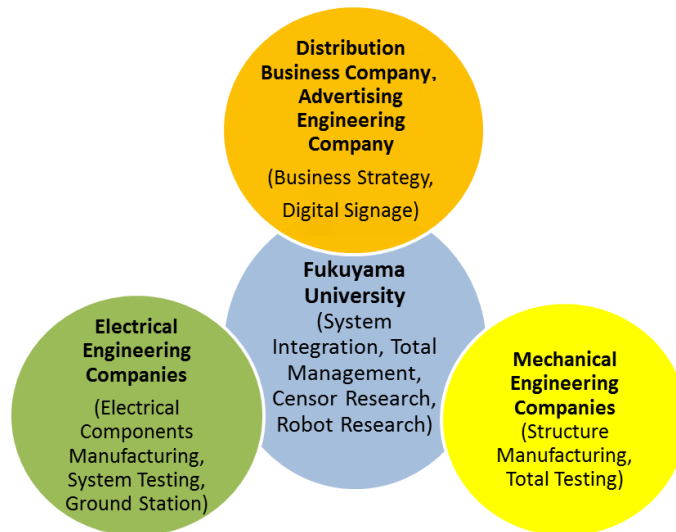 Distribution
Business Company,
Advertising
Engineering
Company
(Business Strategy,
Digital Signage)
Fukuyama
University
(System
Integration, Total
Management,
Censor Research,
Robot Research)
Electrical
Engineering
Companies
(Electrical
Components
Manufacturing,
System Testing,
Ground Station)
Mechanical
Engineering
Companies
(Structure
Manufacturing,
Total Testing)